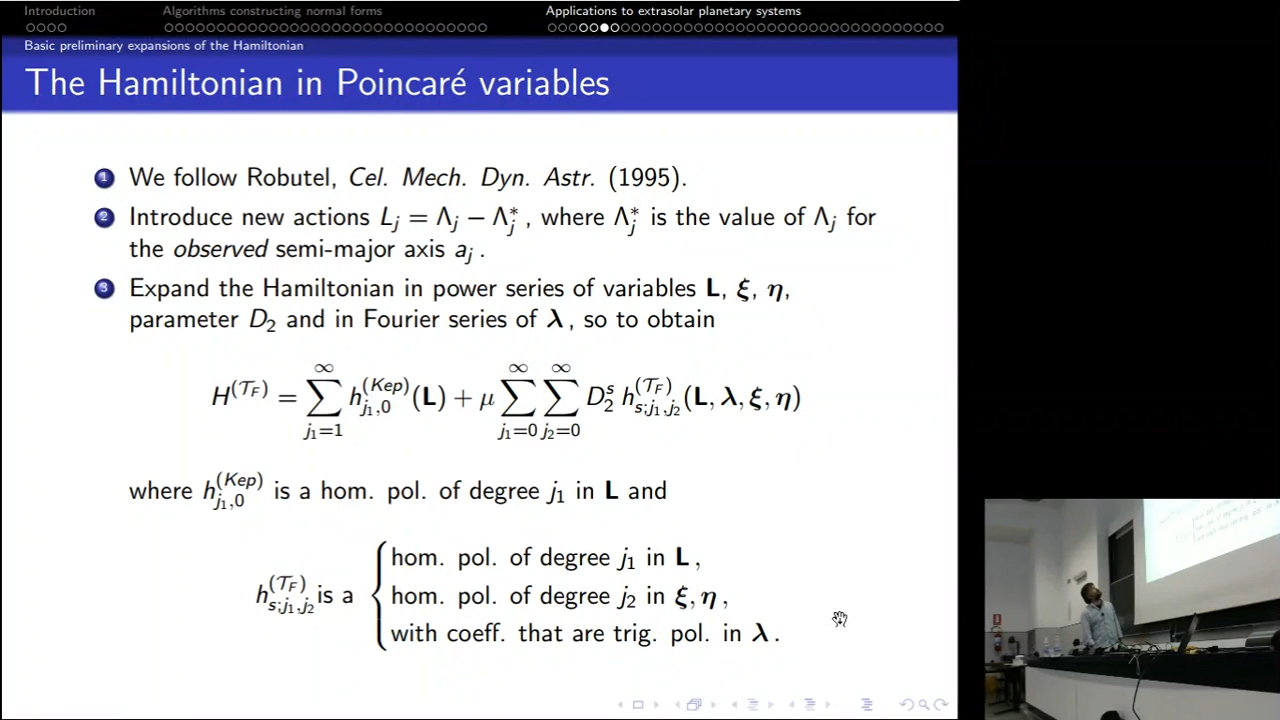 Introduction
Algorithms constructing normal forms
Applications to extrasolar planetary systems
Basic preliminary expansions of the Hamiltonian
The Hamiltonian in Poincaré variables
1 We follow Robutel, Cel. Mech. Dyn. Astr. (1995).
2 Introduce new actions L_j = Λ_j − Λ_j^*, where Λ_j^* is the value of Λ_j for
the observed semi-major axis a_j.
3 Expand the Hamiltonian in power series of variables L, ξ, η,
parameter D_2 and in Fourier series of λ, so to obtain
H^{(T_F)} = ∑_{j_1=1}^{∞} h_{j_1,0}^{(Kep)}(L) + μ ∑_{j_1=0}^{∞} ∑_{j_2=0}^{∞} D_2^s h_{s;j_1,j_2}^{(T_F)}(L, λ, ξ, η)
where h_{j_1,0}^{(Kep)} is a hom. pol. of degree j_1 in L and
h_{s;j_1,j_2}^{(T_F)} is a { hom. pol. of degree j_1 in L,
hom. pol. of degree j_2 in ξ, η,
with coeff. that are trig. pol. in λ.